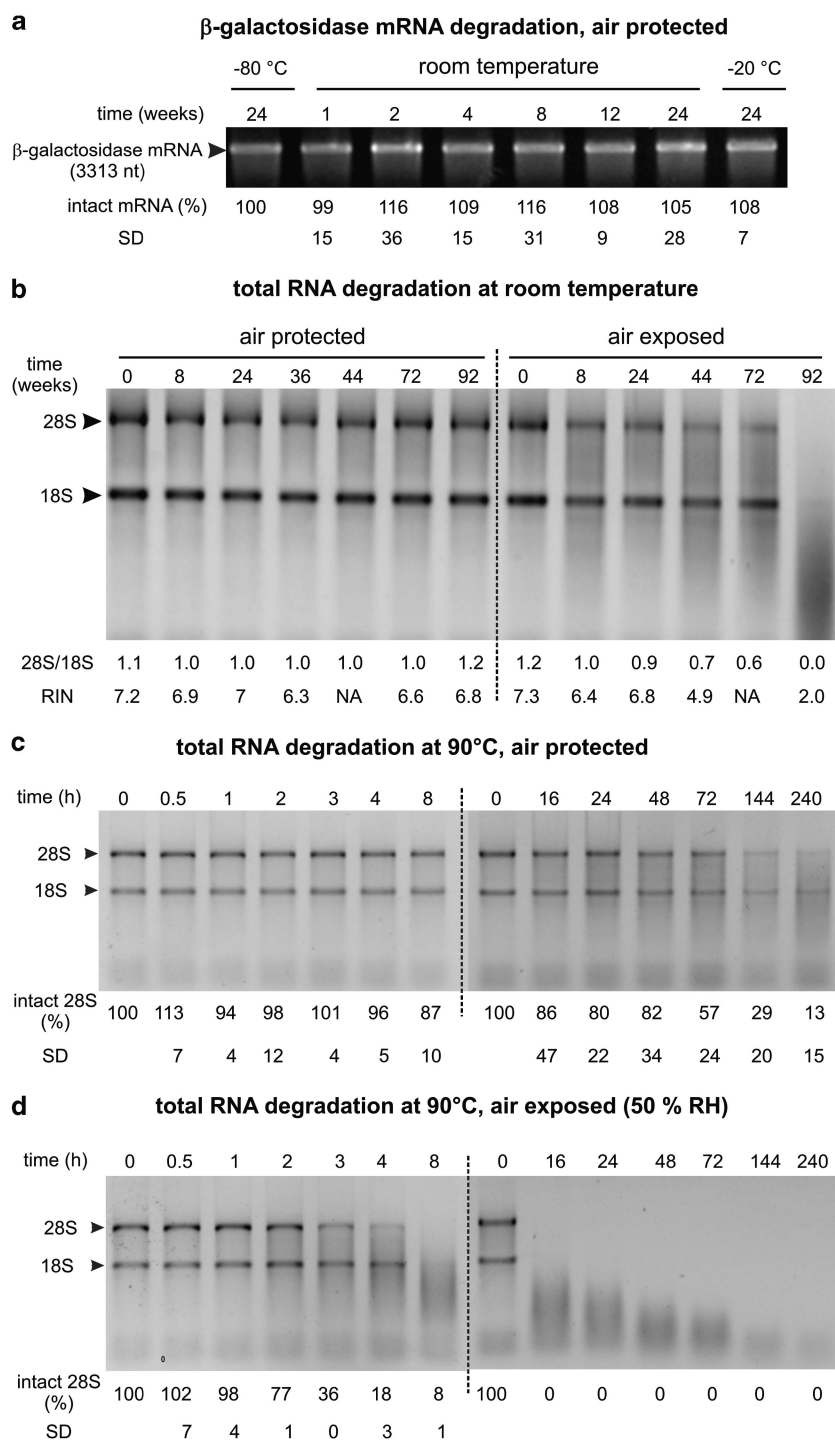 a
β-galactosidase mRNA degradation, air protected
-80 °C room temperature -20 °C
time (weeks) 24 1 2 4 8 12 24 24
β-galactosidase mRNA
(3313 nt)
intact mRNA (%) 100 99 116 109 116 108 105 108
SD 15 36 15 31 9 28 7
b
total RNA degradation at room temperature
air protected air exposed
time
(weeks) 0 8 24 36 44 72 92 0 8 24 44 72 92
28S
18S
28S/18S 1.1 1.0 1.0 1.0 1.0 1.0 1.2 1.2 1.0 0.9 0.7 0.6 0.0
RIN 7.2 6.9 7 6.3 NA 6.6 6.8 7.3 6.4 6.8 4.9 NA 2.0
c
total RNA degradation at 90°C, air protected
time (h) 0 0.5 1 2 3 4 8 0 16 24 48 72 144 240
28S
18S
intact 28S
(%) 100 113 94 98 101 96 87 100 86 80 82 57 29 13
SD 7 4 12 4 5 10 47 22 34 24 20 15
d
total RNA degradation at 90°C, air exposed (50 % RH)
time (h) 0 0.5 1 2 3 4 8 0 16 24 48 72 144 240
28S
18S
intact 28S
(%) 100 102 98 77 36 18 8 100 0 0 0 0 0 0
SD 7 4 1 0 3 1